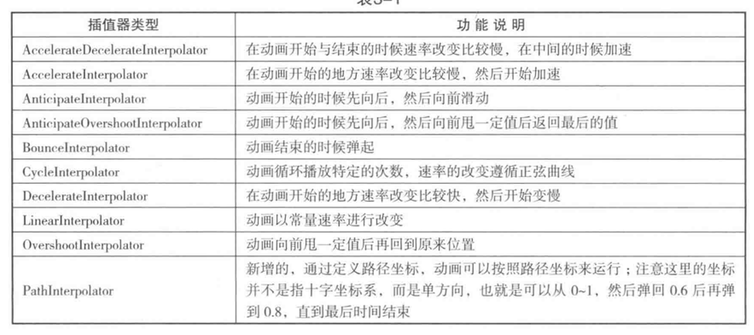 表5-1
插值器类型 功能说明
AccelerateDecelerateInterpolator 在动画开始与结束的时候速率改变比较慢，在中间的时候加速
AccelerateInterpolator 在动画开始的地方速率改变比较慢，然后开始加速
AnticipateInterpolator 动画开始的时候先向后，然后向前滑动
AnticipateOvershootInterpolator 动画开始的时候先向后，然后向前甩一定值后返回最后的值
BounceInterpolator 动画结束的时候弹起
CycleInterpolator 动画循环播放特定的次数，速率的改变遵循正弦曲线
DecelerateInterpolator 在动画开始的地方速率改变比较快，然后开始变慢
LinearInterpolator 动画以常量速率进行改变
OvershootInterpolator 动画向前甩一定值后再回到原来位置
PathInterpolator 新增的，通过定义路径坐标，动画可以按照路径坐标来运行；注意这里的坐标
并不是指十字坐标系，而是单方向，也就是可以从 0~1，然后弹回 0.6 后再弹
到 0.8，直到最后时间结束